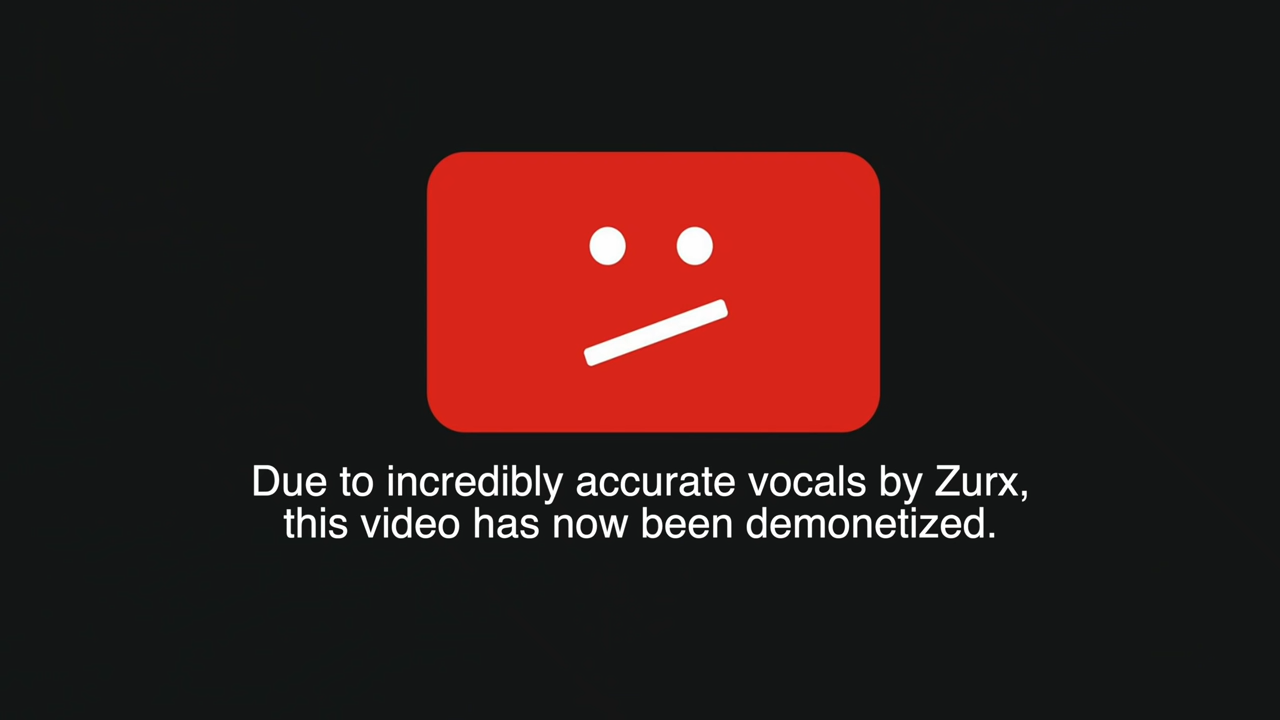 Due to incredibly accurate vocals by Zurx,
this video has now been demonetized.